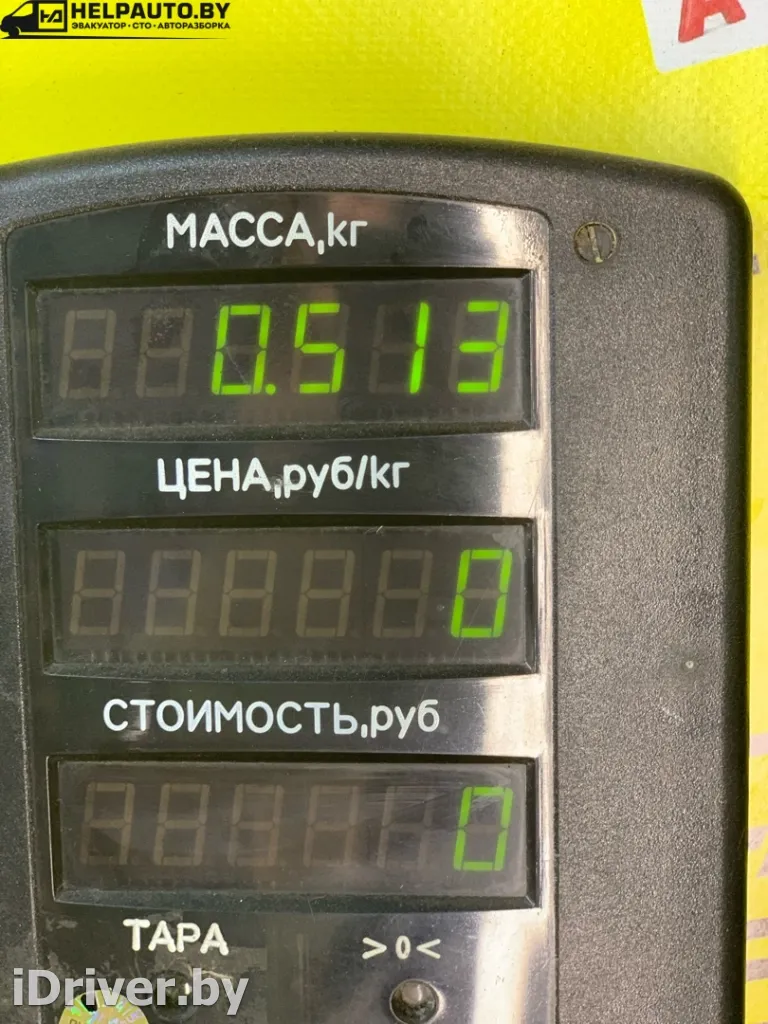 HELPAUTO.BY
ЭВАКУАТОР • СТО • АВТОРАЗБОРКА
А
МАССА,кг
0.513
ЦЕНА,руб/кг
0
СТОИМОСТЬ,руб
0
ТАРА >0<
iDriver.by